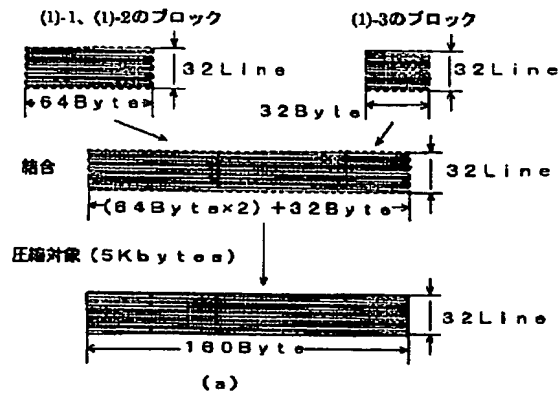 (1)-1、(1)-2のブロック
(1)-3のブロック
32Line
64Byte
32Line
32Byte
結合
32Line
(64Byte×2)+32Byte
圧縮対象(5Kbytes)
32Line
160Byte
(a)